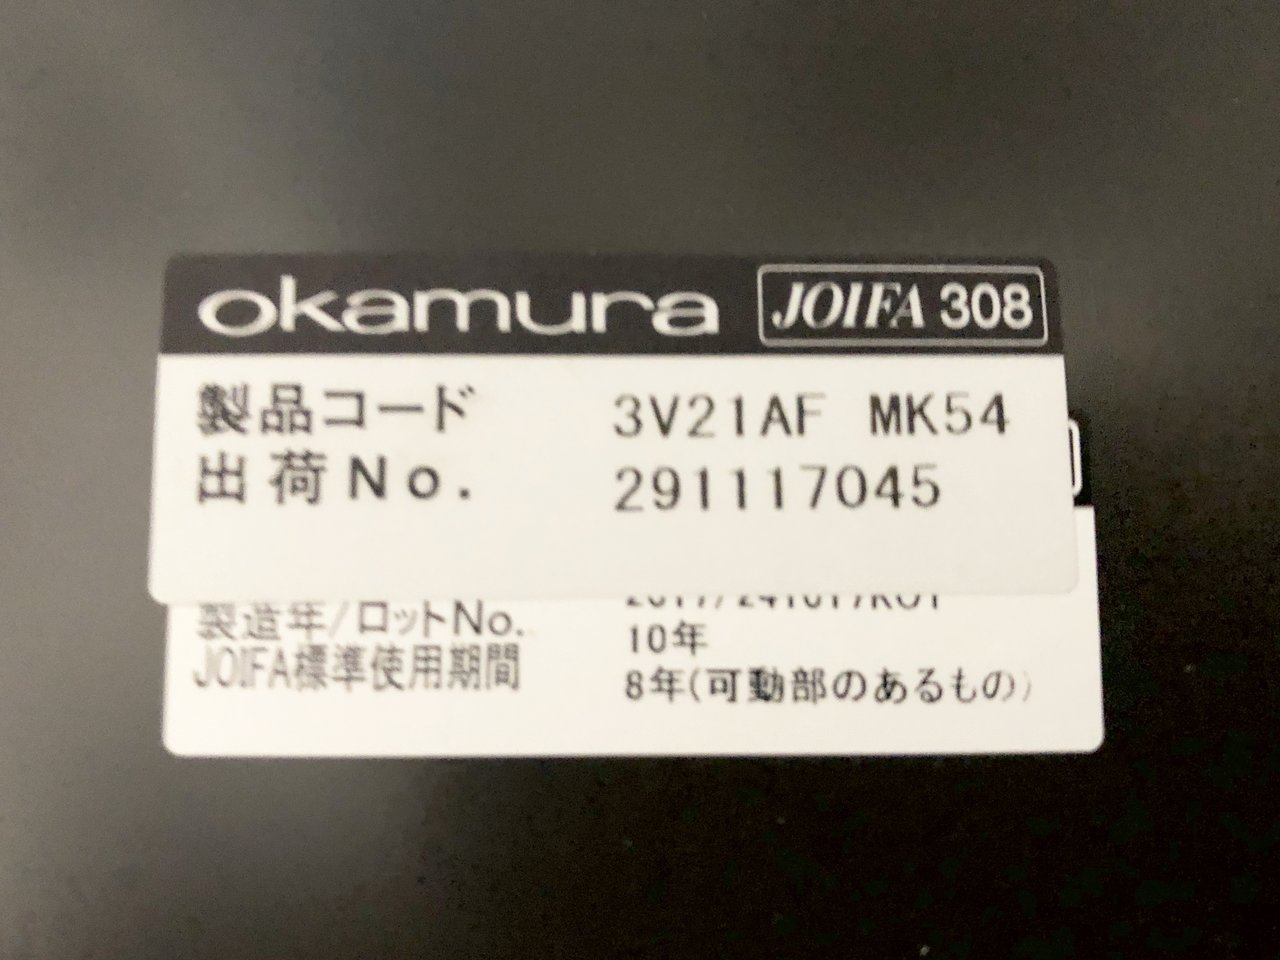 okamura JOIFA 308
製品コード 3V21AF MK54
出荷No. 291117045
製造年/ロットNo.
JOIFA標準使用期間 10年
8年(可動部のあるもの)